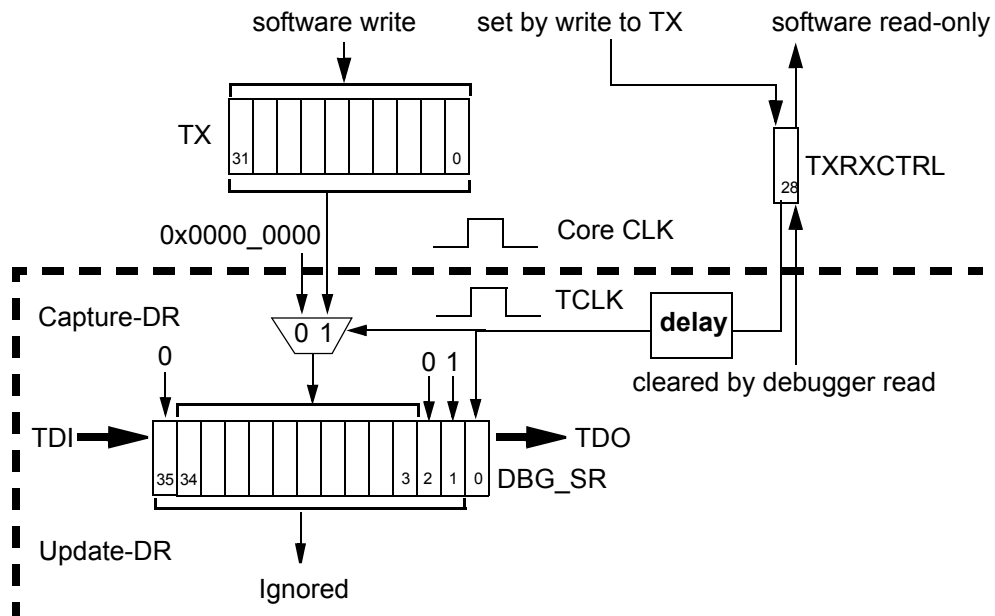 software write
set by write to TX
software read-only
TX
31
0
TXRXCTRL
28
0x0000_0000
Core CLK
TCLK
Capture-DR
0 1
delay
0
0 1
cleared by debugger read
TDI
TDO
35 34 3 2 1 0
DBG_SR
Update-DR
Ignored